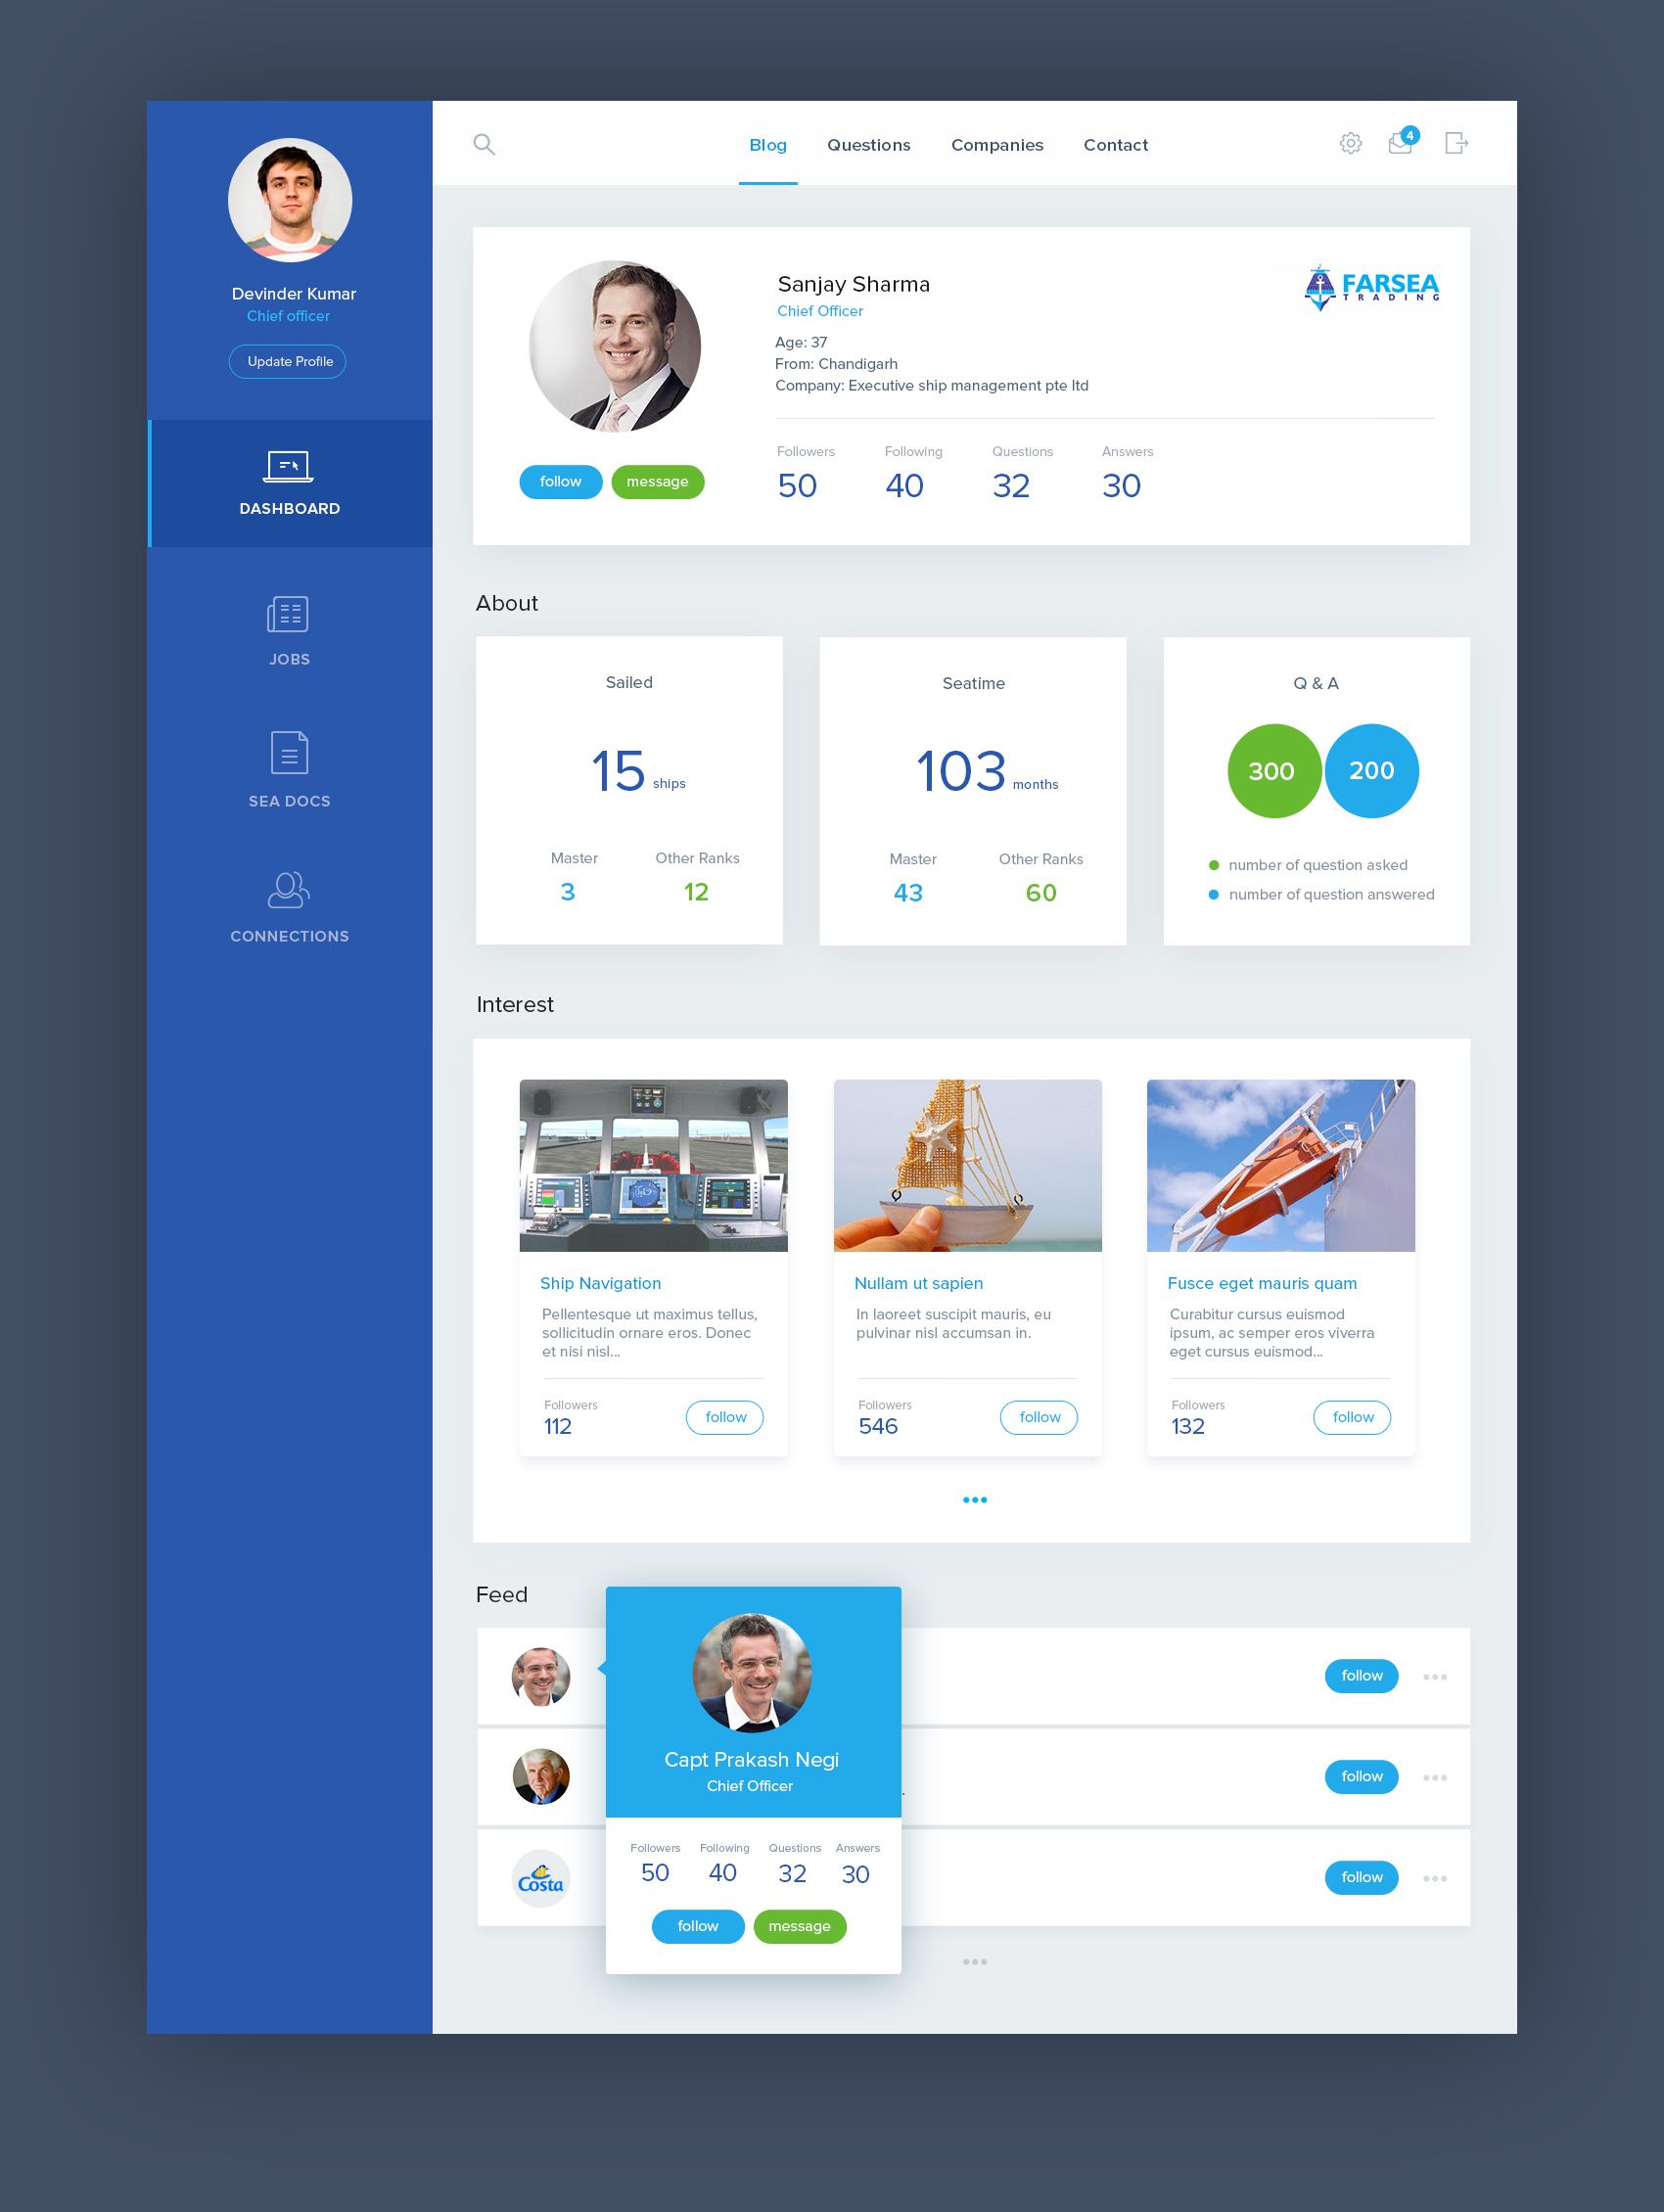 Devinder Kumar
Chief officer
Update Profile
DASHBOARD
JOBS
SEA DOCS
CONNECTIONS
Blog Questions Companies Contact
4
Sanjay Sharma
Chief Officer
Age: 37
From: Chandigarh
Company: Executive ship management pte ltd
FARSEA
TRADING
follow message
Followers Following Questions Answers
50 40 32 30
About
Sailed
15 ships
Master Other Ranks
3 12
Seatime
103 months
Master Other Ranks
43 60
Q & A
300 200
number of question asked
number of question answered
Interest
Ship Navigation
Pellentesque ut maximus tellus,
sollicitudin ornare eros. Donec
et nisi nisl...
Followers
112
follow
Nullam ut sapien
In laoreet suscipit mauris, eu
pulvinar nisl accumsan in.
Followers
546
follow
Fusce eget mauris quam
Curabitur cursus euismod
ipsum, ac semper eros viverra
eget cursus euismod...
Followers
132
follow
Feed
Capt Prakash Negi
Chief Officer
Followers Following Questions Answers
50 40 32 30
follow message
follow
follow
Costa
follow